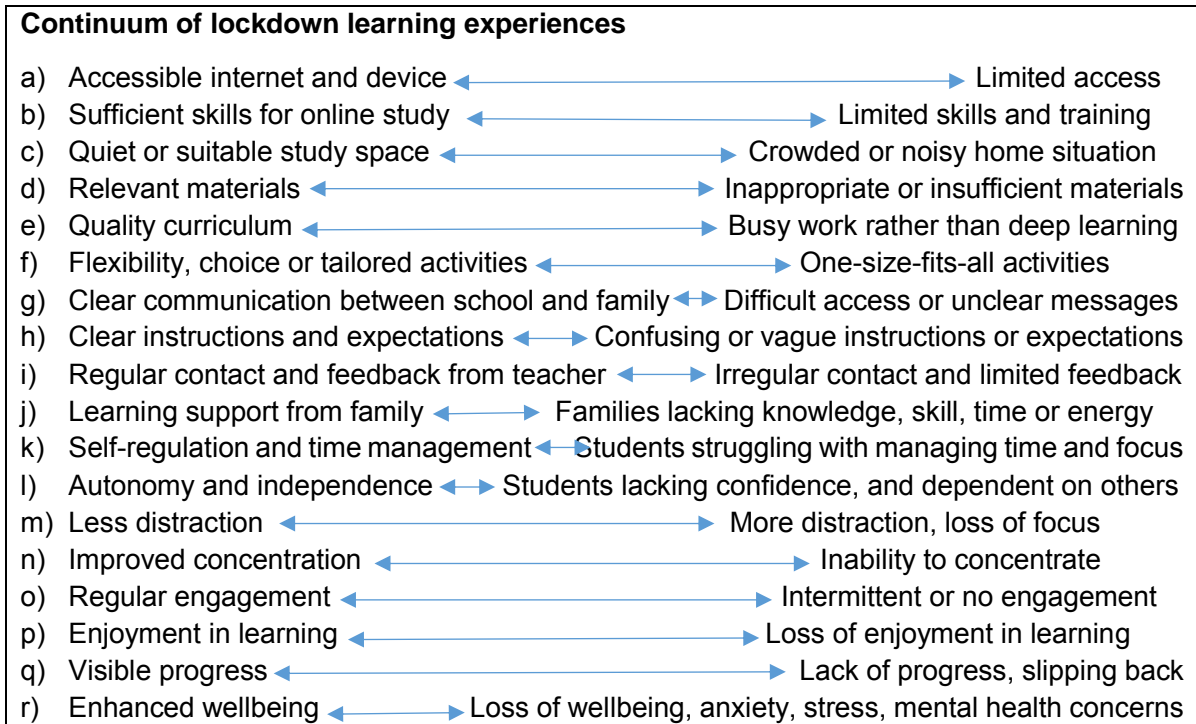 Continuum of lockdown learning experiences
a) Accessible internet and device Limited access
b) Sufficient skills for online study Limited skills and training
c) Quiet or suitable study space Crowded or noisy home situation
d) Relevant materials Inappropriate or insufficient materials
e) Quality curriculum Busy work rather than deep learning
f) Flexibility, choice or tailored activities One-size-fits-all activities
g) Clear communication between school and family Difficult access or unclear messages
h) Clear instructions and expectations Confusing or vague instructions or expectations
i) Regular contact and feedback from teacher Irregular contact and limited feedback
j) Learning support from family Families lacking knowledge, skill, time or energy
k) Self-regulation and time management Students struggling with managing time and focus
l) Autonomy and independence Students lacking confidence, and dependent on others
m) Less distraction More distraction, loss of focus
n) Improved concentration Inability to concentrate
o) Regular engagement Intermittent or no engagement
p) Enjoyment in learning Loss of enjoyment in learning
q) Visible progress Lack of progress, slipping back
r) Enhanced wellbeing Loss of wellbeing, anxiety, stress, mental health concerns